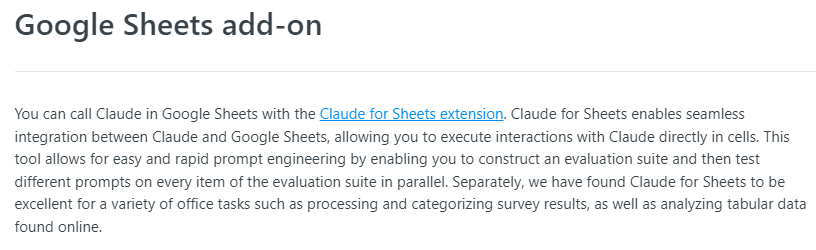 Google Sheets add-on
You can call Claude in Google Sheets with the Claude for Sheets extension. Claude for Sheets enables seamless
integration between Claude and Google Sheets, allowing you to execute interactions with Claude directly in cells. This
tool allows for easy and rapid prompt engineering by enabling you to construct an evaluation suite and then test
different prompts on every item of the evaluation suite in parallel. Separately, we have found Claude for Sheets to be
excellent for a variety of office tasks such as processing and categorizing survey results, as well as analyzing tabular data
found online.